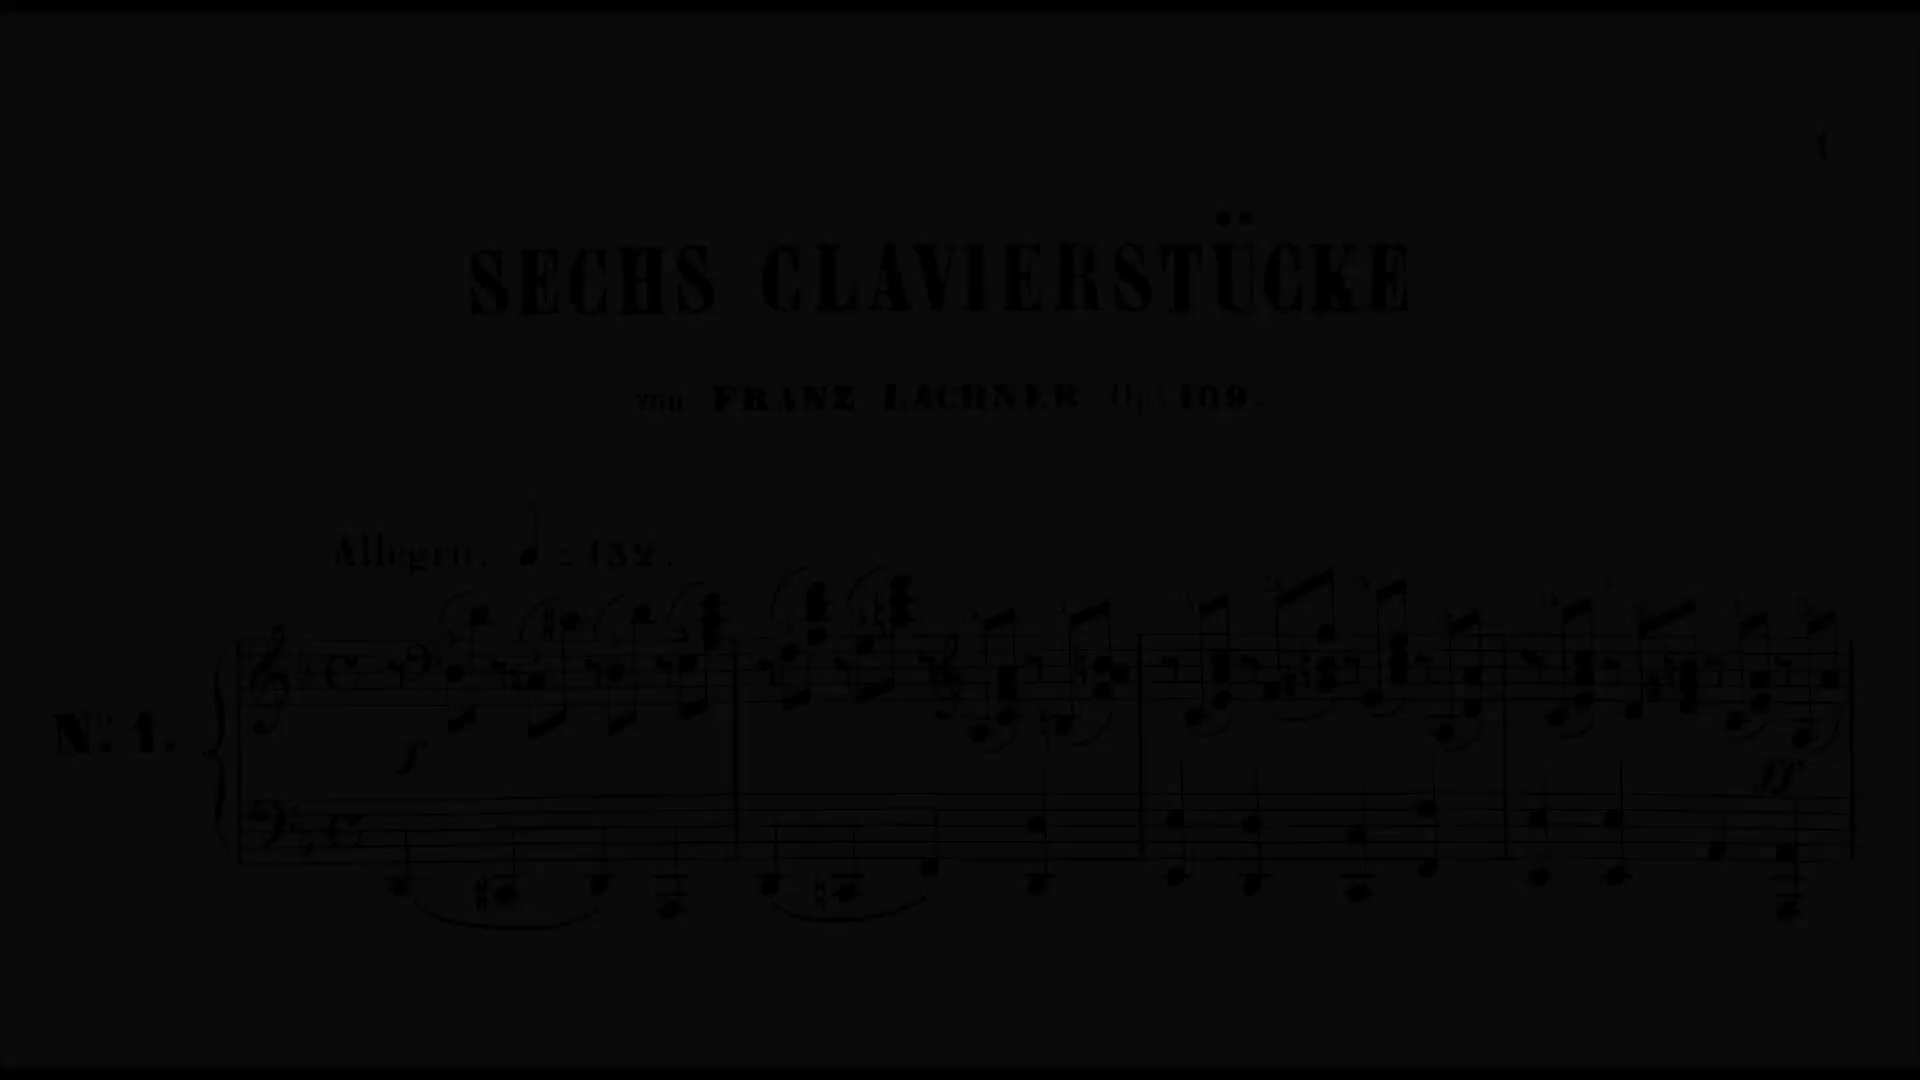 1
SECHS CLAVIERSTÜCKE
von FRANZ LACHNER Op: 109.
Allegro. ♩ = 132.
Nº 1.
f
ff